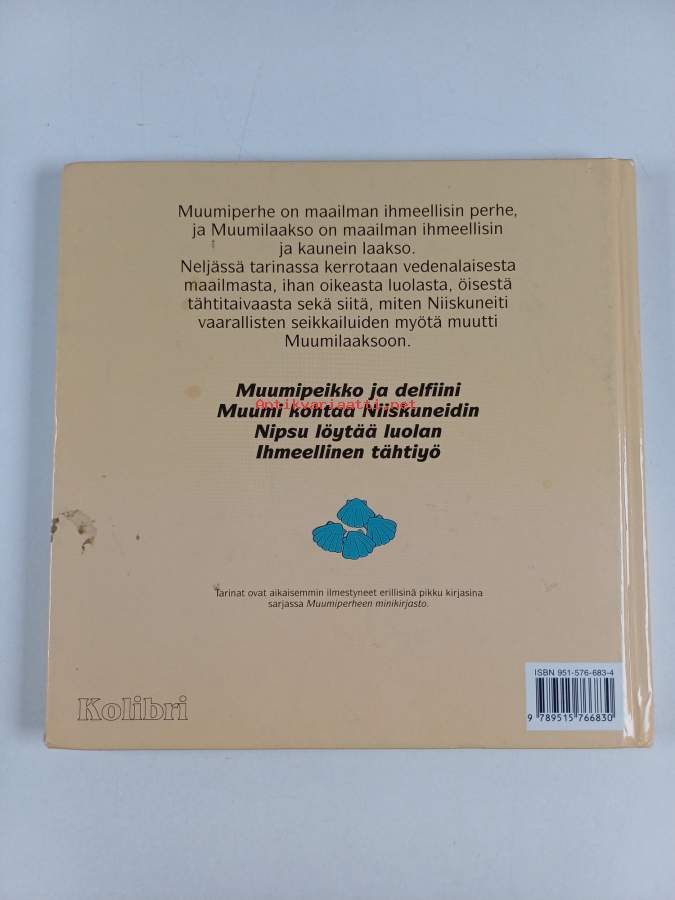 Muumiperhe on maailman ihmeellisin perhe,
ja Muumilaakso on maailman ihmeellisin
ja kaunein laakso.
Neljässä tarinassa kerrotaan vedenalaisesta
maailmasta, ihan oikeasta luolasta, öisestä
tähtitaivaasta sekä siitä, miten Niiskuneiti
vaarallisten seikkailuiden myötä muutti
Muumilaaksoon.
Muumipeikko ja delfiini
Antikvariaatti.net
Muumi kohtaa Niiskuneidin
Nipsu löytää luolan
Ihmeellinen tähtiyö
Tarinat ovat aikaisemmin ilmestyneet erillisinä pikku kirjasina
sarjassa Muumiperheen minikirjasto.
ISBN 951-576-683-4
Kolibri
9 789515 766830